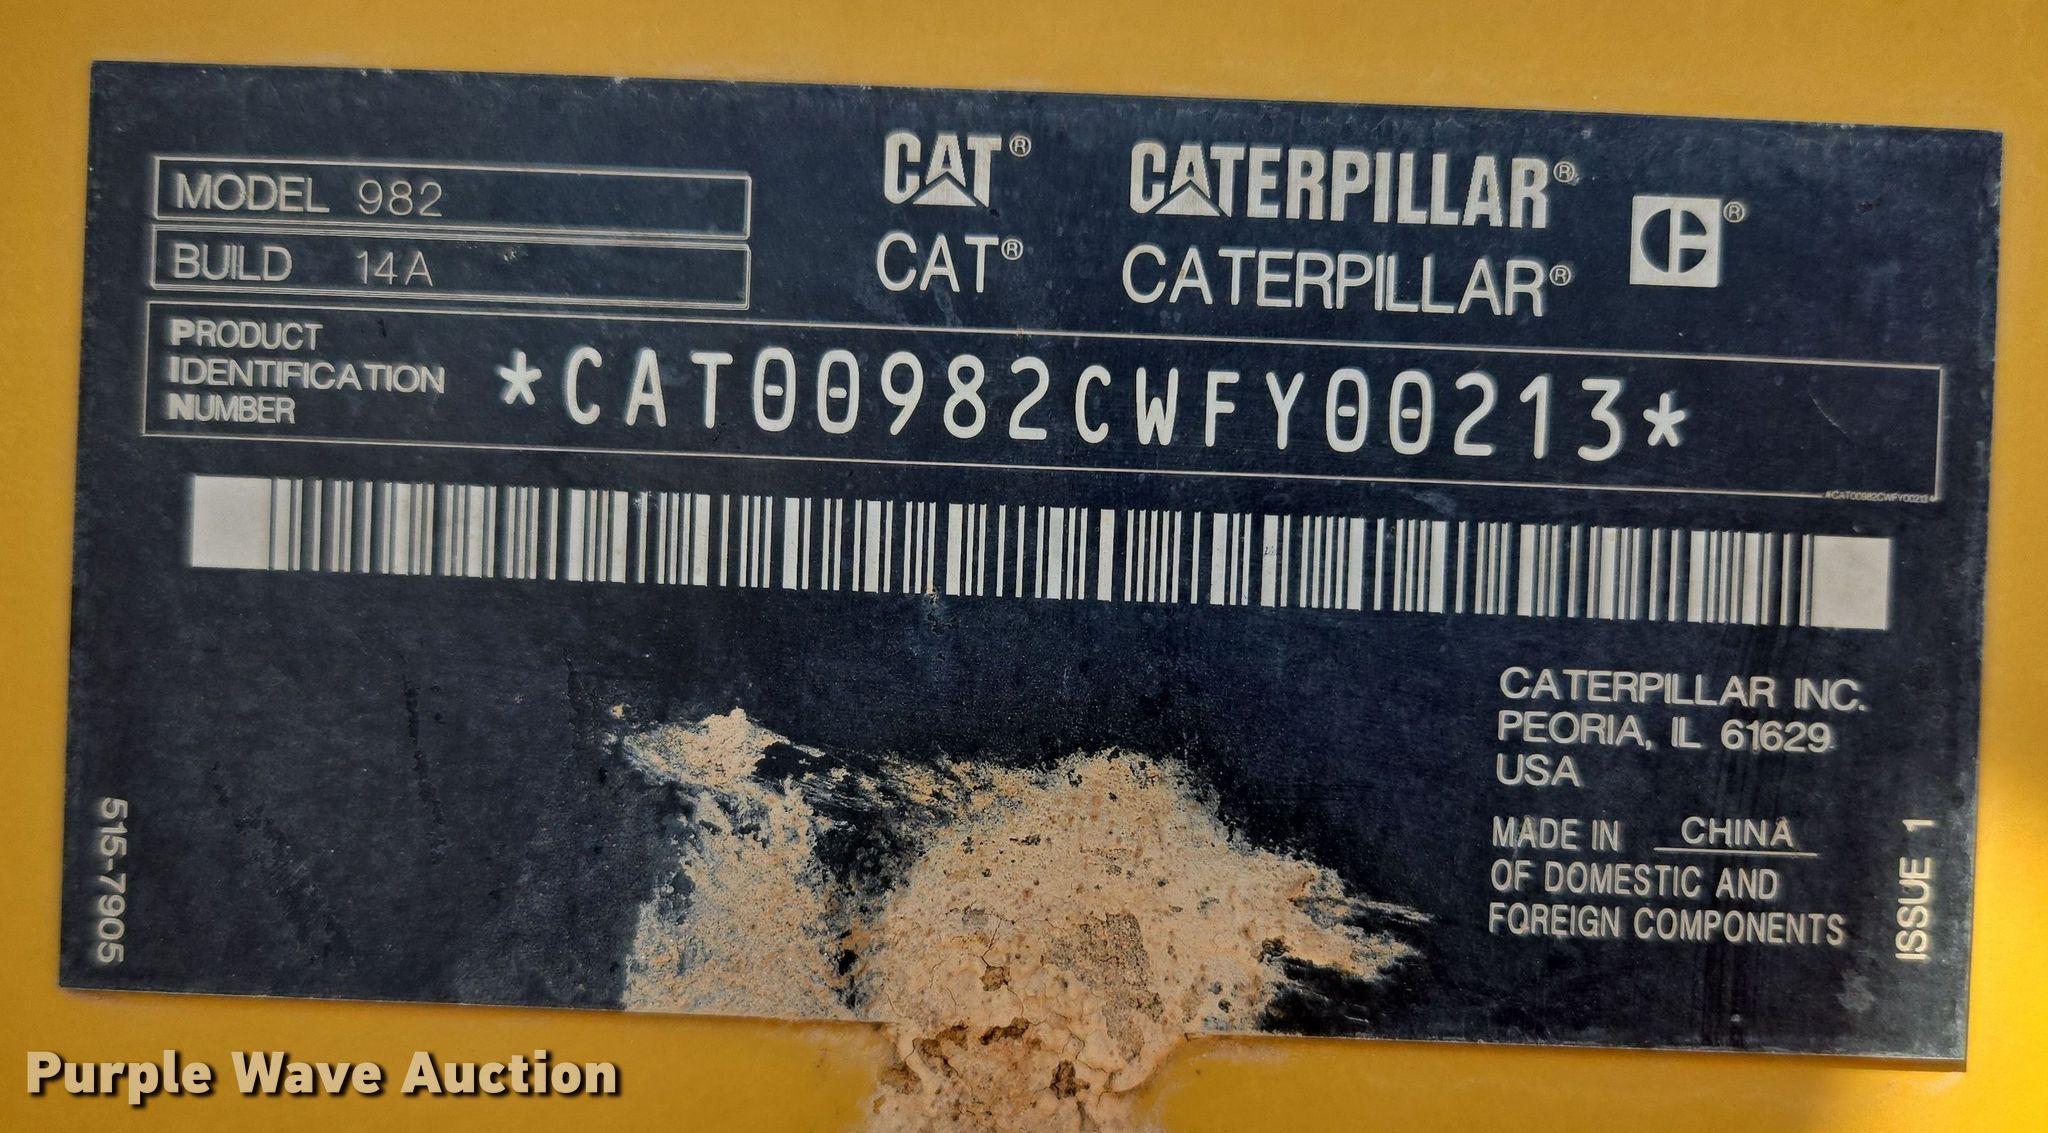 MODEL 982
BUILD 14A
CAT® CATERPILLAR®
CAT® CATERPILLAR®
PRODUCT
IDENTIFICATION
NUMBER
*CAT00982CWFY00213*
*CAT00982CWFY00213*
CATERPILLAR INC.
PEORIA, IL 61629
USA
MADE IN CHINA
OF DOMESTIC AND
FOREIGN COMPONENTS
515-7905
ISSUE 1
Purple Wave Auction